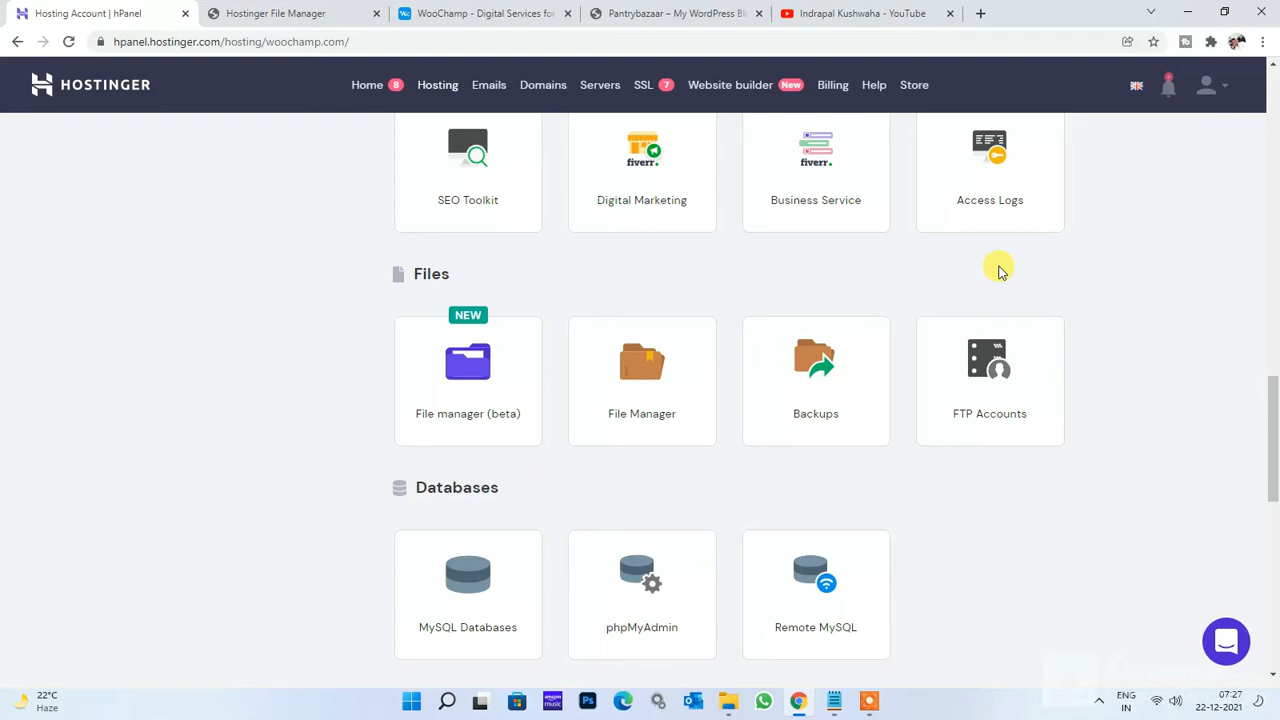 Hosting Account | hPanel
Hostinger File Manager
WooChamp - Digital Services for
Pantrybazaar – My WordPress Bl
Indrapal Kushwaha - YouTube
hpanel.hostinger.com/hosting/woochamp.com/
HOSTINGER
Home 8
Hosting
Emails
Domains
Servers
SSL 7
Website builder New
Billing
Help
Store
fiverr.
fiverr.
SEO Toolkit
Digital Marketing
Business Service
Access Logs
Files
NEW
File manager (beta)
File Manager
Backups
FTP Accounts
Databases
MySQL Databases
phpMyAdmin
Remote MySQL
22°C
Haze
music
Ps
ENG
IN
07:27
22-12-2021